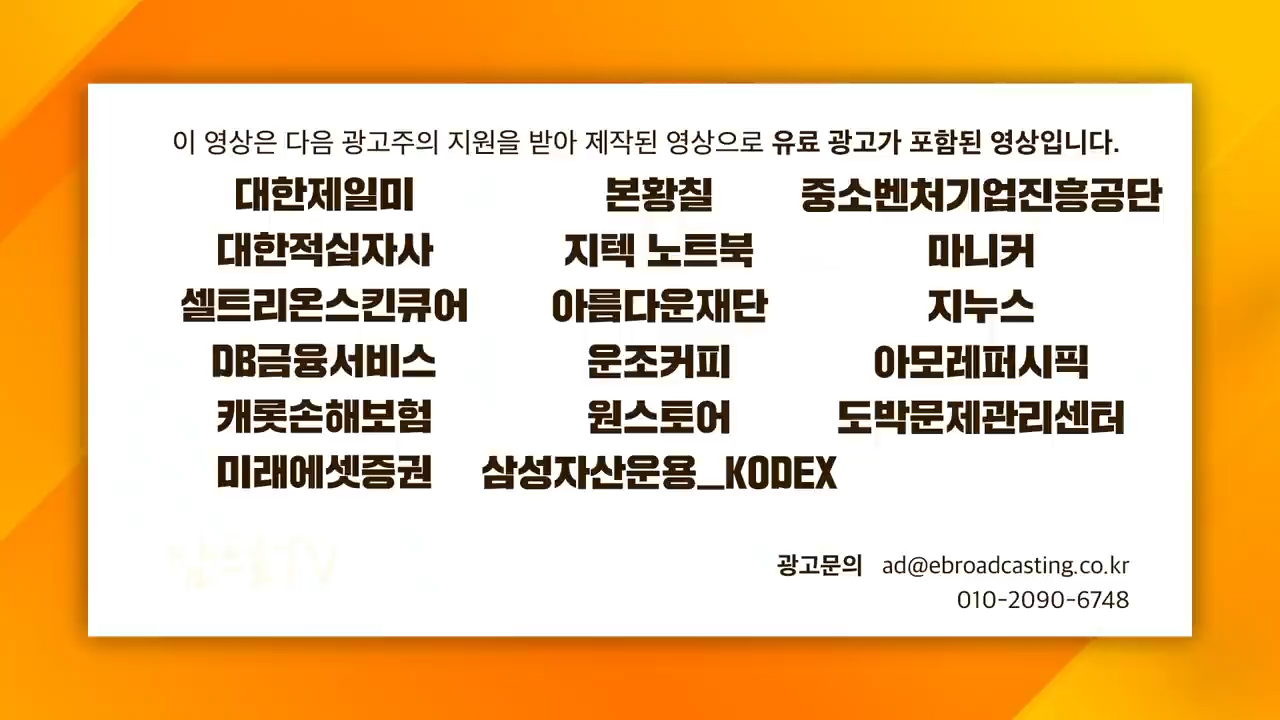 이 영상은 다음 광고주의 지원을 받아 제작된 영상으로 유료 광고가 포함된 영상입니다.
대한제일미 본황칠 중소벤처기업진흥공단
대한적십자사 지텍 노트북 마니커
셀트리온스킨큐어 아름다운재단 지누스
DB금융서비스 운조커피 아모레퍼시픽
캐롯손해보험 원스토어 도박문제관리센터
미래에셋증권 삼성자산운용_KODEX
광고문의 ad@ebroadcasting.co.kr
010-2090-6748